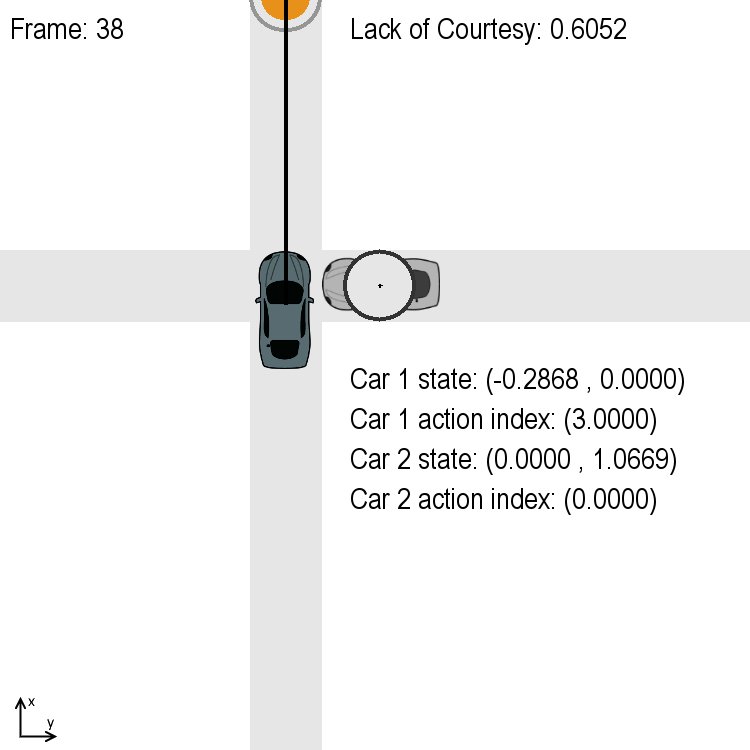 Frame: 38
Lack of Courtesy: 0.6052
Car 1 state: (-0.2868 , 0.0000)
Car 1 action index: (3.0000)
Car 2 state: (0.0000 , 1.0669)
Car 2 action index: (0.0000)
x
y